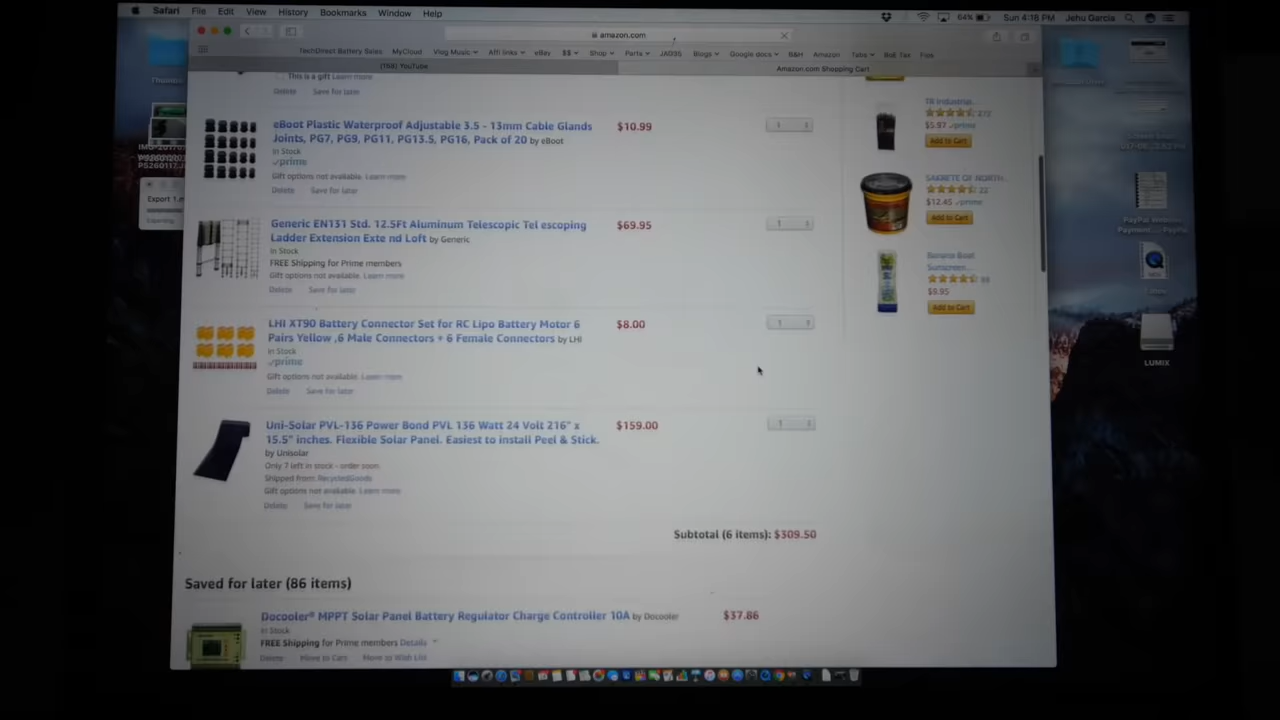 Safari File Edit View History Bookmarks Window Help
64% Sun 4:18 PM Jehu Garcia
amazon.com
TechDirect Battery Sales MyCloud Vlog Music Affi links eBay $$ Shop Parts JAG35 Blogs Google docs B&H Amazon Tabs
YouTube
Amazon.com Shopping Cart
This is a gift Learn more
Delete Save for later
eBoot Plastic Waterproof Adjustable 3.5 - 13mm Cable Glands $10.99 1
Joints, PG7, PG9, PG11, PG13.5, PG16, Pack of 20 by eBoot
In Stock
prime
Gift options not available. Learn more
Delete Save for later
Generic EN131 Std. 12.5Ft Aluminum Telescopic Tel escoping $69.95 1
Ladder Extension Exte nd Loft by Generic
In Stock
FREE Shipping for Prime members
Gift options not available. Learn more
Delete Save for later
LHI XT90 Battery Connector Set for RC Lipo Battery Motor 6 $8.00 1
Pairs Yellow ,6 Male Connectors + 6 Female Connectors by LHI
In Stock
prime
Gift options not available. Learn more
Delete Save for later
Uni-Solar PVL-136 Power Bond PVL 136 Watt 24 Volt 216" x $159.00 1
15.5" inches. Flexible Solar Panel. Easiest to install Peel & Stick.
by Unisolar
Only 7 left in stock - order soon
Shipped from: RecycledGoods
Gift options not available. Learn more
Delete Save for later
Subtotal (6 items): $309.50
Saved for later (86 items)
Docooler® MPPT Solar Panel Battery Regulator Charge Controller 10A by Docooler $37.86
In Stock
FREE Shipping for Prime members Details
Delete Move to Cart Move to Wish List
TR Industrial
272
$5.97 prime
Add to Cart
SAKRETE OF NORTH
22
$12.45 prime
Add to Cart
Banana Boat
Sunscreen
$9.95
Add to Cart
Export 1.m
PayPal
LUMIX